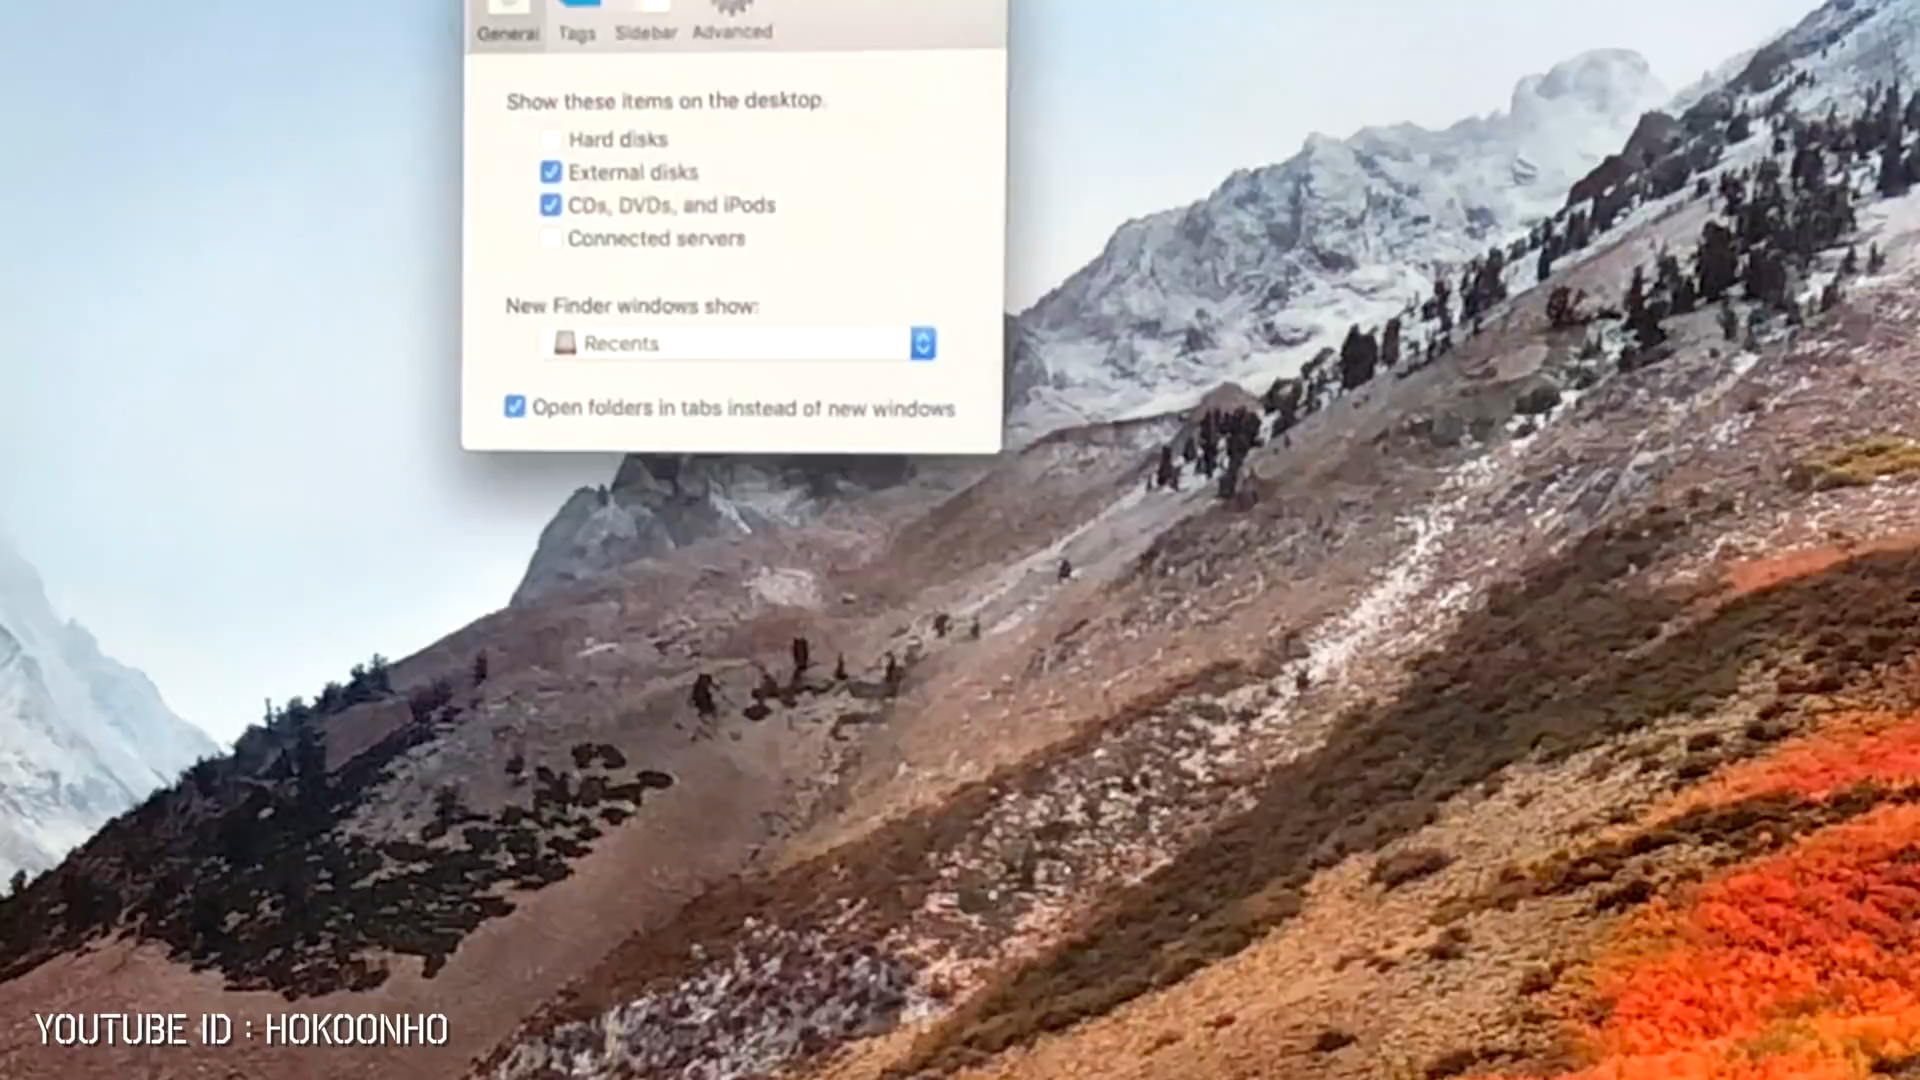 General Tags Sidebar Advanced
Show these items on the desktop:
Hard disks
External disks
CDs, DVDs, and iPods
Connected servers
New Finder windows show:
Recents
Open folders in tabs instead of new windows
YOUTUBE ID : HOKOONHO